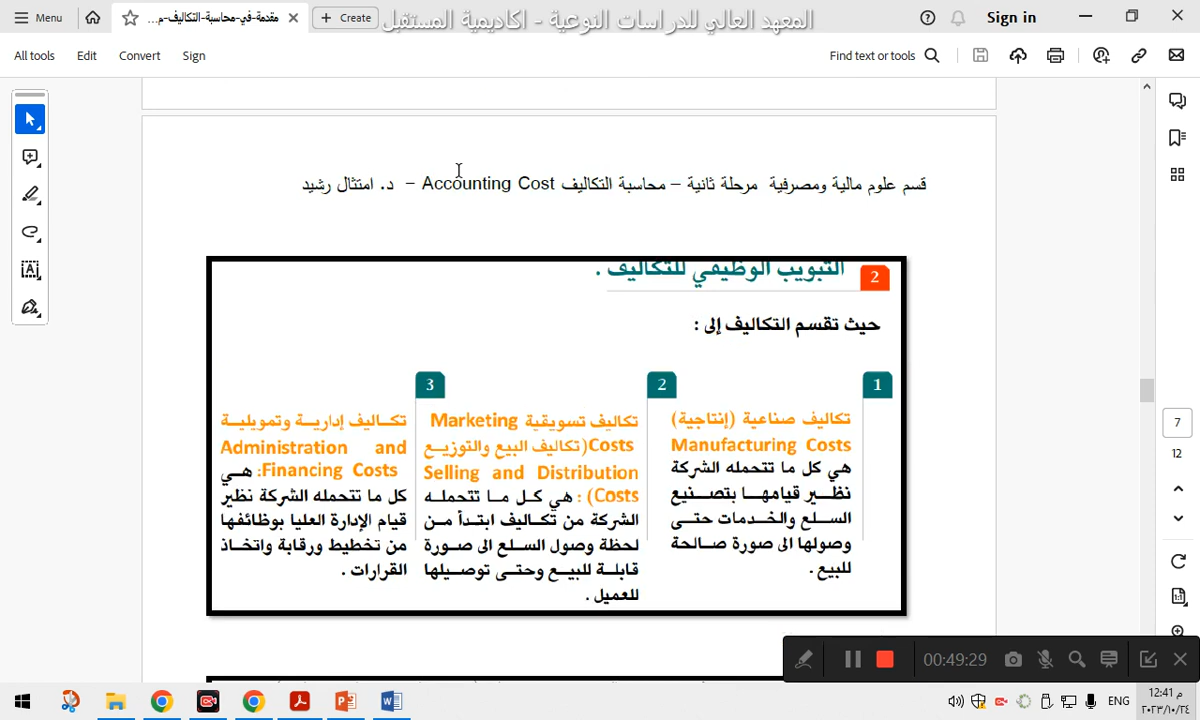 Menu
مقدمة-في-محاسبة-التكاليف-م...
Create
المعهد العالي للدراسات النوعية - اكاديمية المستقبل
Sign in
All tools
Edit
Convert
Sign
Find text or tools
قسم علوم مالية ومصرفية مرحلة ثانية – محاسبة التكاليف Accounting Cost – د. امتثال رشيد
2 التبويب الوظيفي للتكاليف .
حيث تقسم التكاليف إلى :
1
تكاليف صناعية (إنتاجية)
Manufacturing Costs
هي كل ما تتحمله الشركة
نظير قيامها بتصنيع
السلع والخدمات حتى
وصولها الى صورة صالحة
للبيع .
2
تكاليف تسويقية Marketing
Costs (تكاليف البيع والتوزيع
Selling and Distribution
Costs) : هي كل ما تتحمله
الشركة من تكاليف ابتدأ من
لحظة وصول السلع الى صورة
قابلة للبيع وحتى توصيلها
للعميل .
3
تكاليف إدارية وتمويلية
Administration and
Financing Costs: هي
كل ما تتحمله الشركة نظير
قيام الإدارة العليا بوظائفها
من تخطيط ورقابة واتخاذ
القرارات .
7
12
00:49:29
ENG
12:41 م
٢٠٢٣/١٠/٢٤